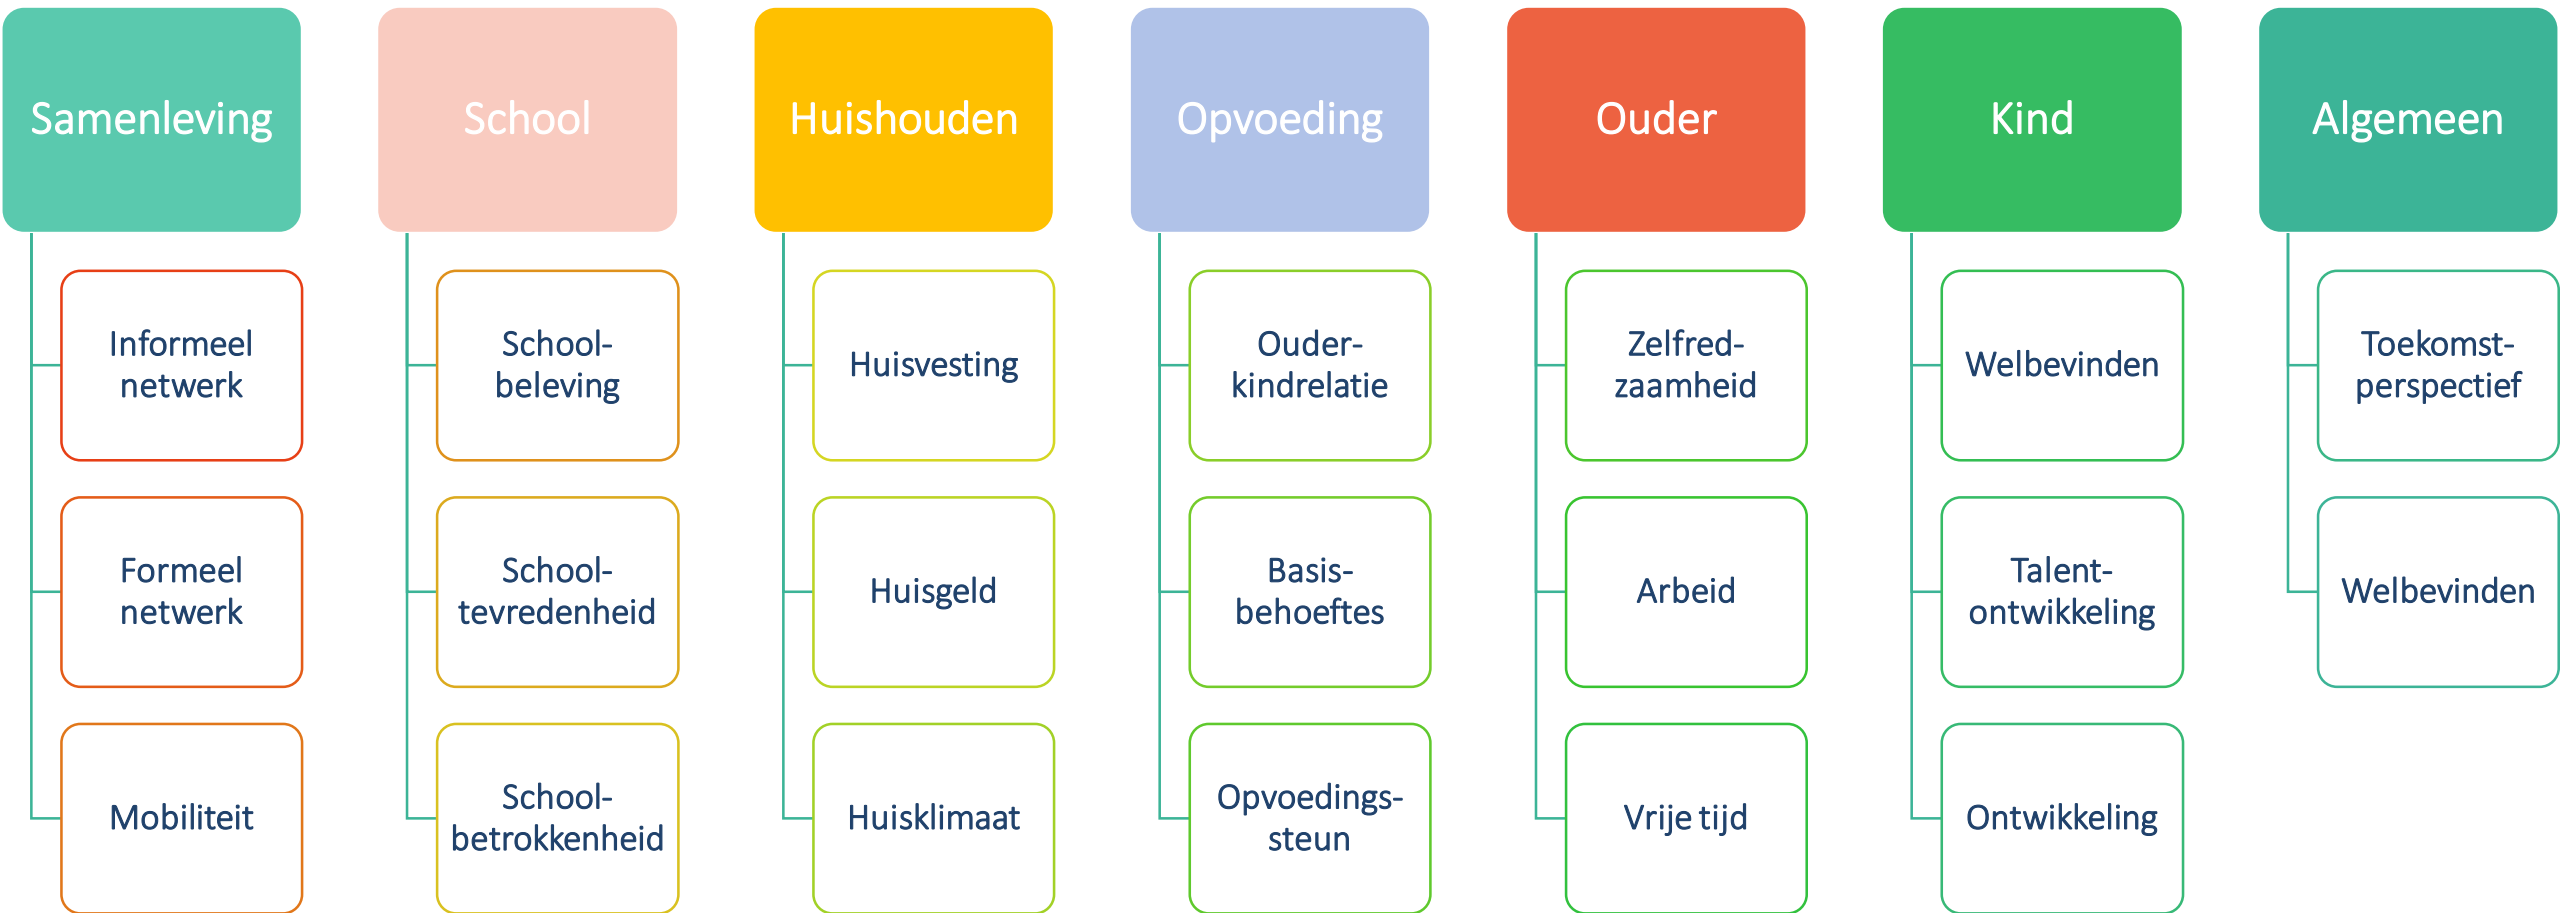 Samenleving
Informeel
netwerk
Formeel
netwerk
Mobiliteit
School
School-
beleving
School-
tevredenheid
School-
betrokkenheid
Huishouden
Huisvesting
Huisgeld
Huisklimaat
Opvoeding
Ouder-
kindrelatie
Basis-
behoeftes
Opvoedings-
steun
Ouder
Zelfred-
zaamheid
Arbeid
Vrije tijd
Kind
Welbevinden
Talent-
ontwikkeling
Ontwikkeling
Algemeen
Toekomst-
perspectief
Welbevinden